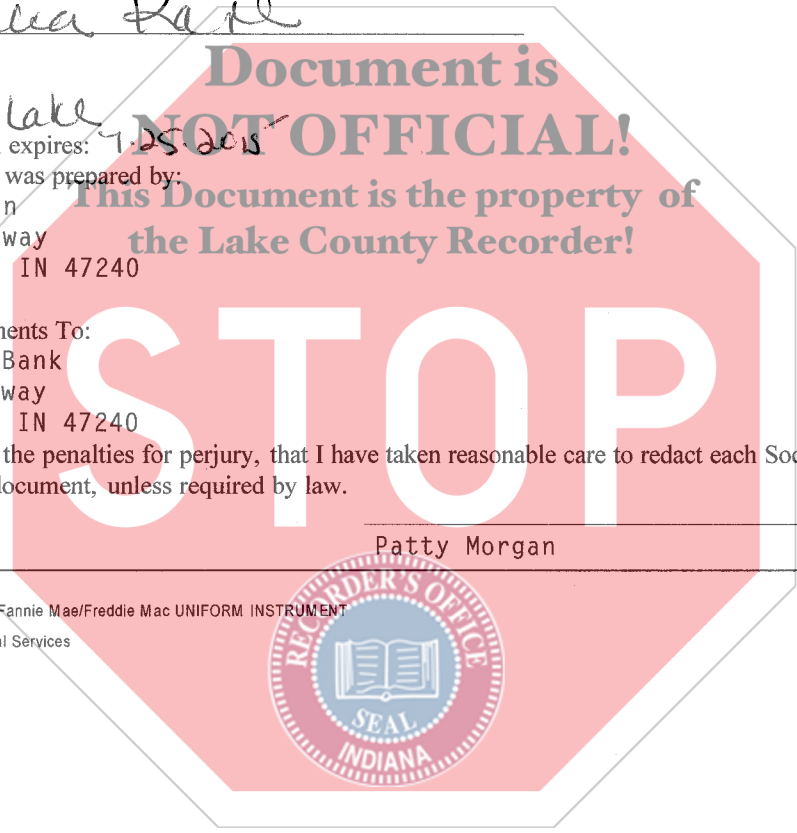 Document is
Lake
NOT OFFICIAL!
expires: 7-25-2015
was prepared by:
This Document is the property of
n
way
the Lake County Recorder!
IN 47240
STOP
ments To:
Bank
way
IN 47240
the penalties for perjury, that I have taken reasonable care to redact each Soc
document, unless required by law.
Patty Morgan
Fannie Mae/Freddie Mac UNIFORM INSTRUMENT
al Services
RECORDER'S OFFICE
SEAL
INDIANA